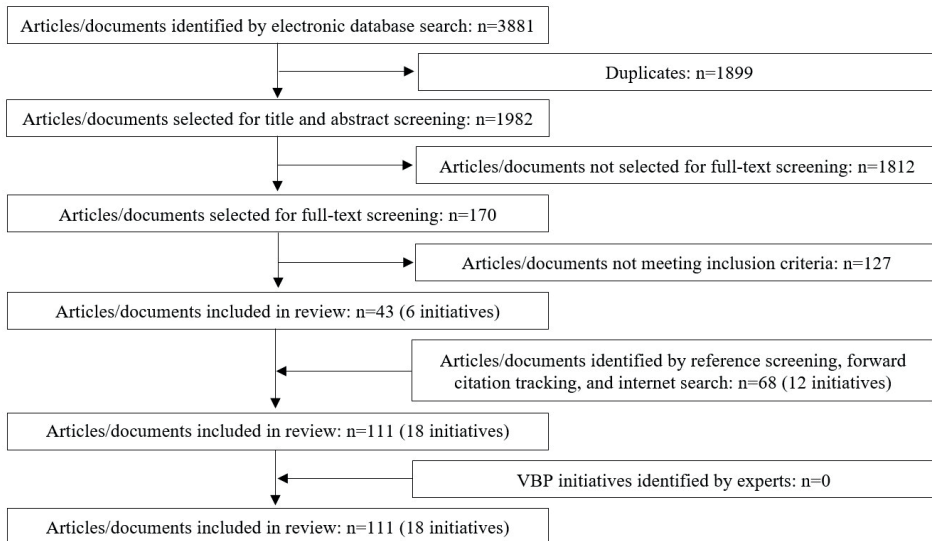 Articles/documents identified by electronic database search: n=3881
Duplicates: n=1899
Articles/documents selected for title and abstract screening: n=1982
Articles/documents not selected for full-text screening: n=1812
Articles/documents selected for full-text screening: n=170
Articles/documents not meeting inclusion criteria: n=127
Articles/documents included in review: n=43 (6 initiatives)
Articles/documents identified by reference screening, forward
citation tracking, and internet search: n=68 (12 initiatives)
Articles/documents included in review: n=111 (18 initiatives)
VBP initiatives identified by experts: n=0
Articles/documents included in review: n=111 (18 initiatives)